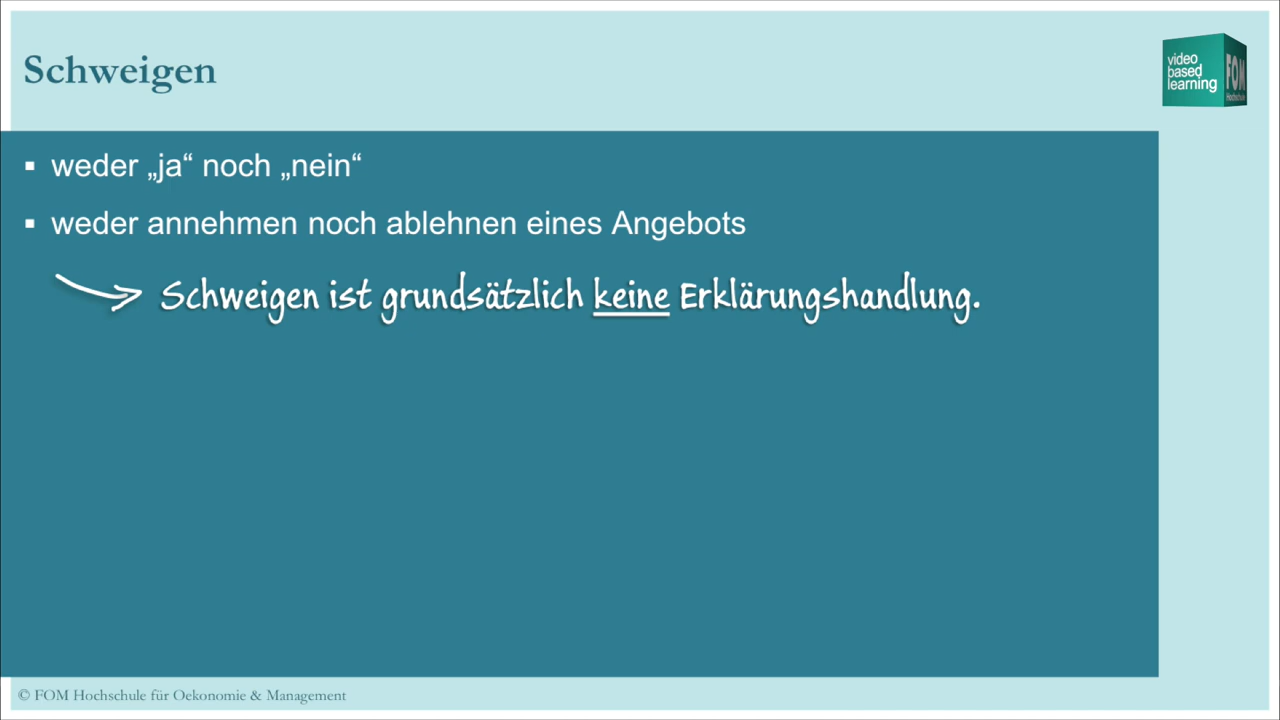 Schweigen
video
based
learning
FOM
Hochschule
▪ weder „ja“ noch „nein“
▪ weder annehmen noch ablehnen eines Angebots
Schweigen ist grundsätzlich keine Erklärungshandlung.
© FOM Hochschule für Oekonomie & Management